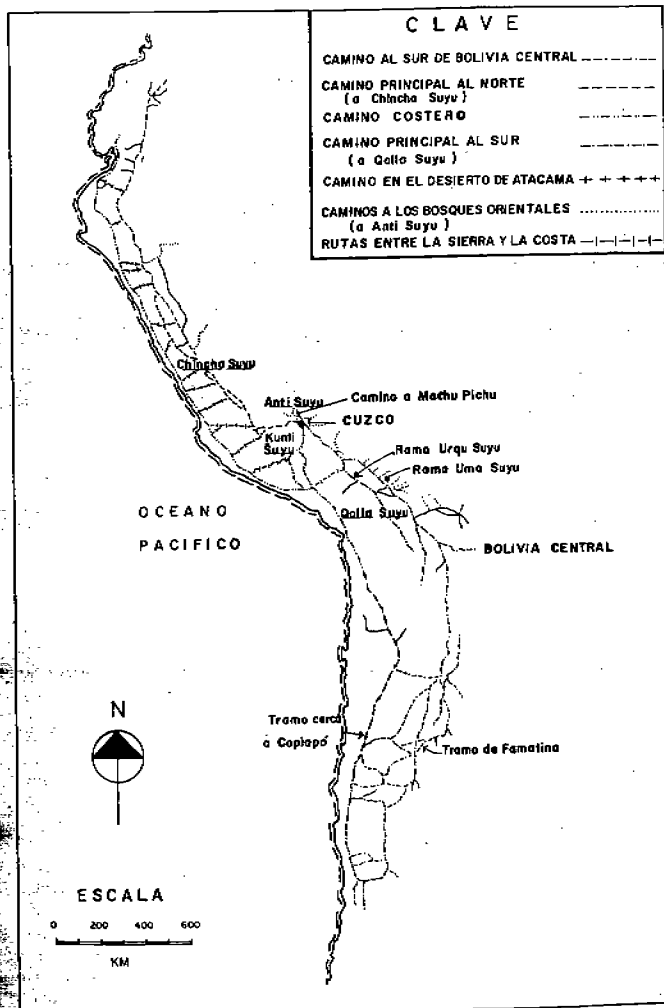 CLAVE
CAMINO AL SUR DE BOLIVIA CENTRAL
CAMINO PRINCIPAL AL NORTE
(a Chincha Suyu)
CAMINO COSTERO
CAMINO PRINCIPAL AL SUR
(a Qolla Suyu)
CAMINO EN EL DESIERTO DE ATACAMA
CAMINOS A LOS BOSQUES ORIENTALES
(a Anti Suyu)
RUTAS ENTRE LA SIERRA Y LA COSTA
Chincha Suyu
Anti Suyu
Camino a Machu Pichu
CUZCO
Kunti
Suyu
Rama Urqu Suyu
Rama Uma Suyu
Qolla Suyu
OCEANO
PACIFICO
BOLIVIA CENTRAL
N
Tramo cerca
a Copiapó
Tramo de Famatina
ESCALA
0 200 400 600
KM